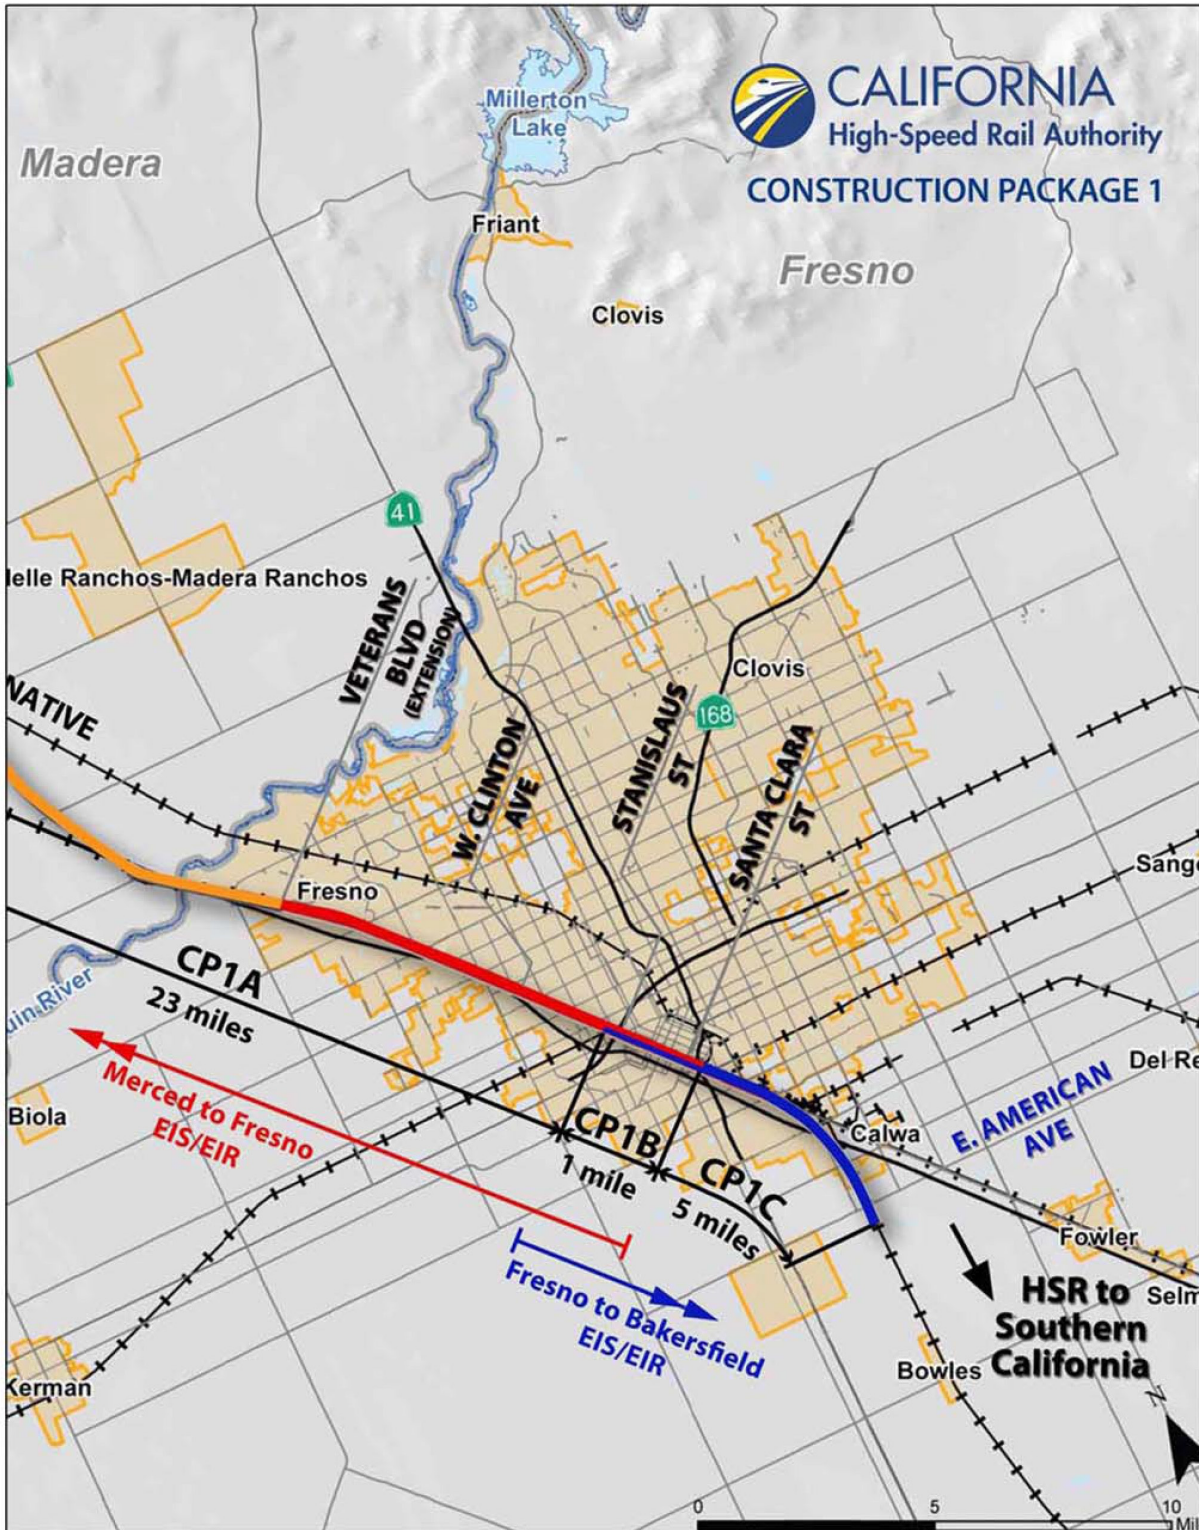 Millerton
Lake
CALIFORNIA
High-Speed Rail Authority
CONSTRUCTION PACKAGE 1
Madera
Friant
Fresno
Clovis
41
elle Ranchos-Madera Ranchos
VETERANS
BLVD
(EXTENSION)
Clovis
168
NATIVE
W. CLINTON
AVE
STANISLAUS
ST
SANTA CLARA
ST
Fresno
Sang
uin River
CP1A
23 miles
Merced to Fresno
EIS/EIR
Biola
CP1B
1 mile
CP1C
5 miles
Calwa
E. AMERICAN
AVE
Del Re
Fowler
Fresno to Bakersfield
EIS/EIR
HSR to
Southern
California
Selm
Bowles
Kerman
N
0 5 10
Mil